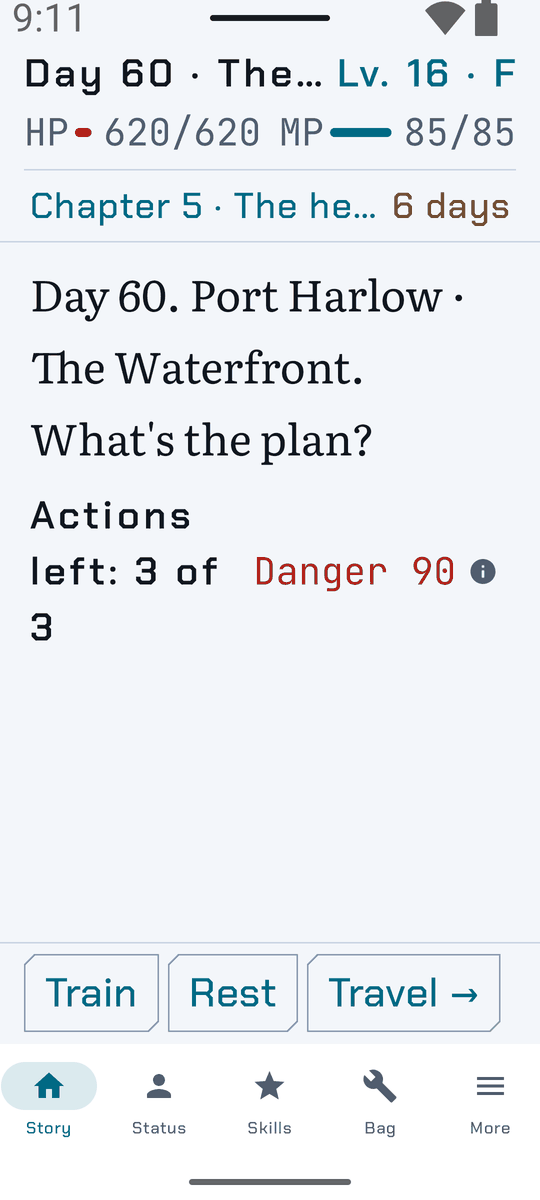 9:11
Day 60 · The… Lv. 16 · F
HP 620/620 MP 85/85
Chapter 5 · The he… 6 days
Day 60. Port Harlow ·
The Waterfront.
What's the plan?
Actions
left: 3 of
3
Danger 90
Train Rest Travel →
Story Status Skills Bag More